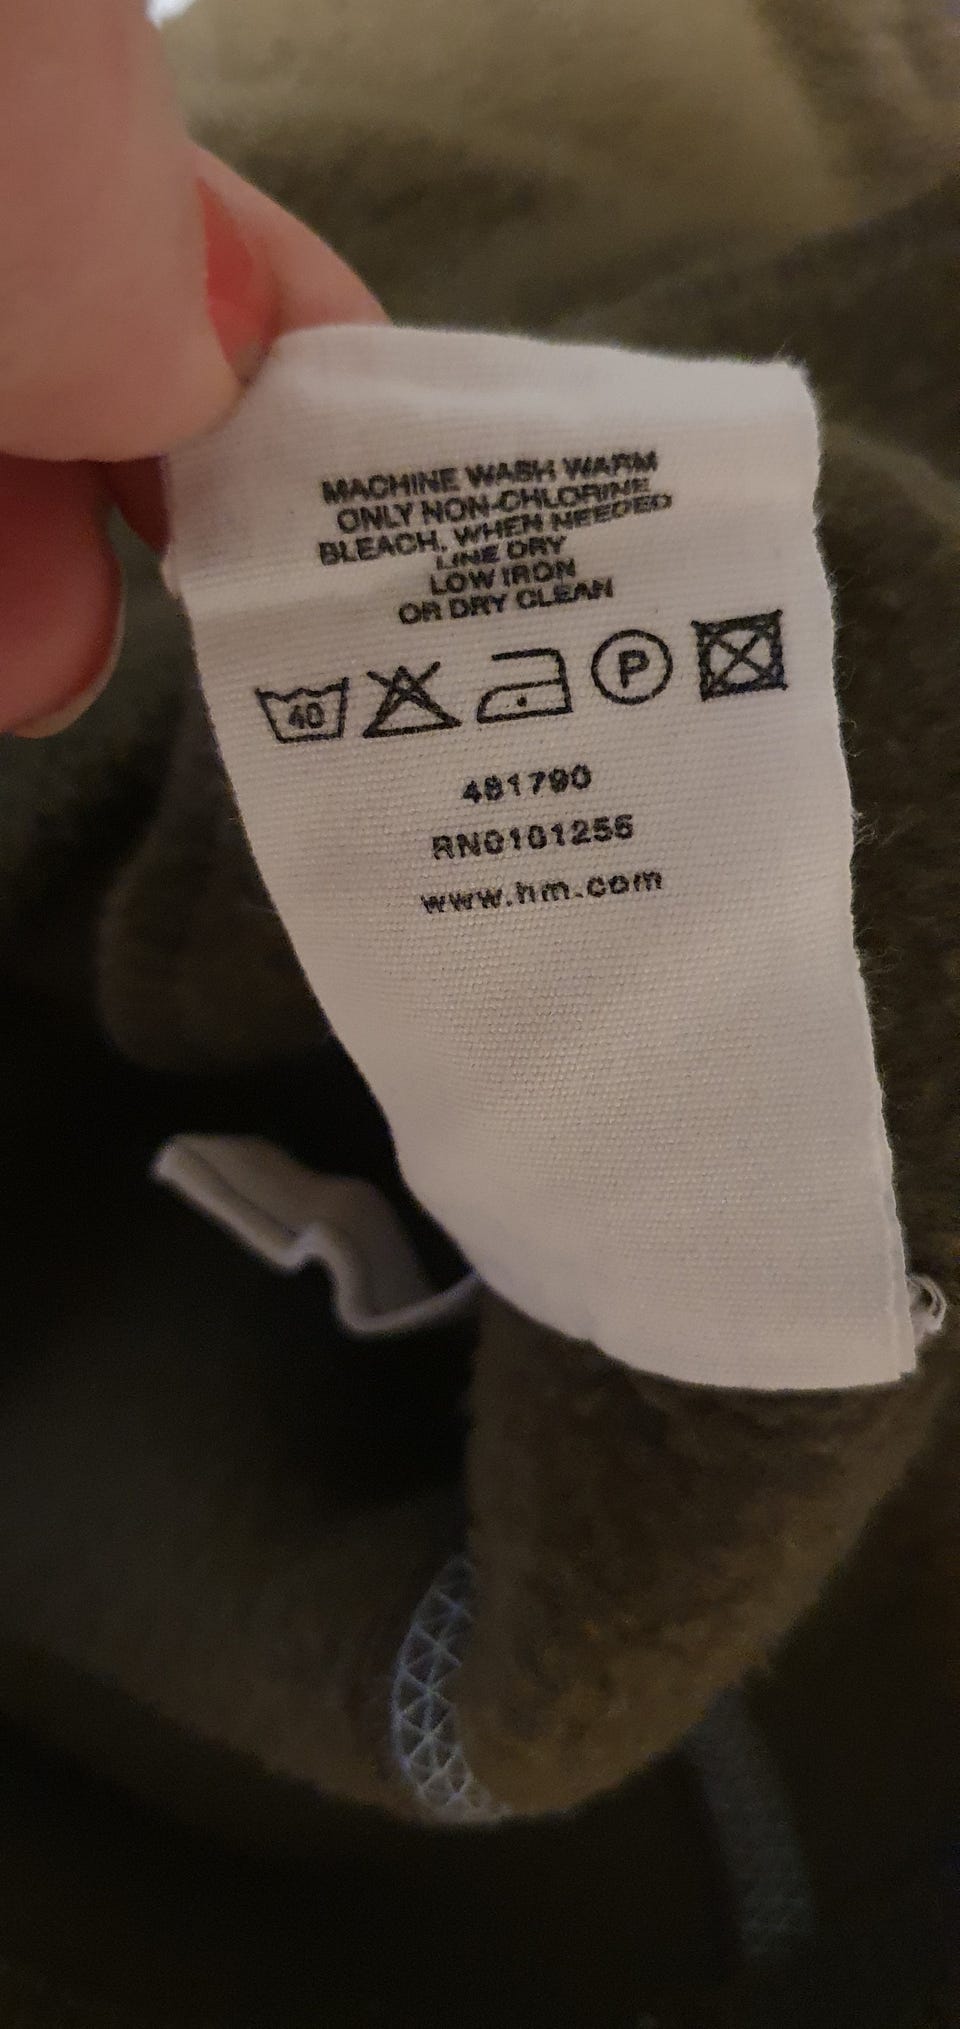 MACHINE WASH WARM
ONLY NON-CHLORINE
BLEACH, WHEN NEEDED
LINE DRY
LOW IRON
OR DRY CLEAN
40 P
481790
RN0101256
www.hm.com